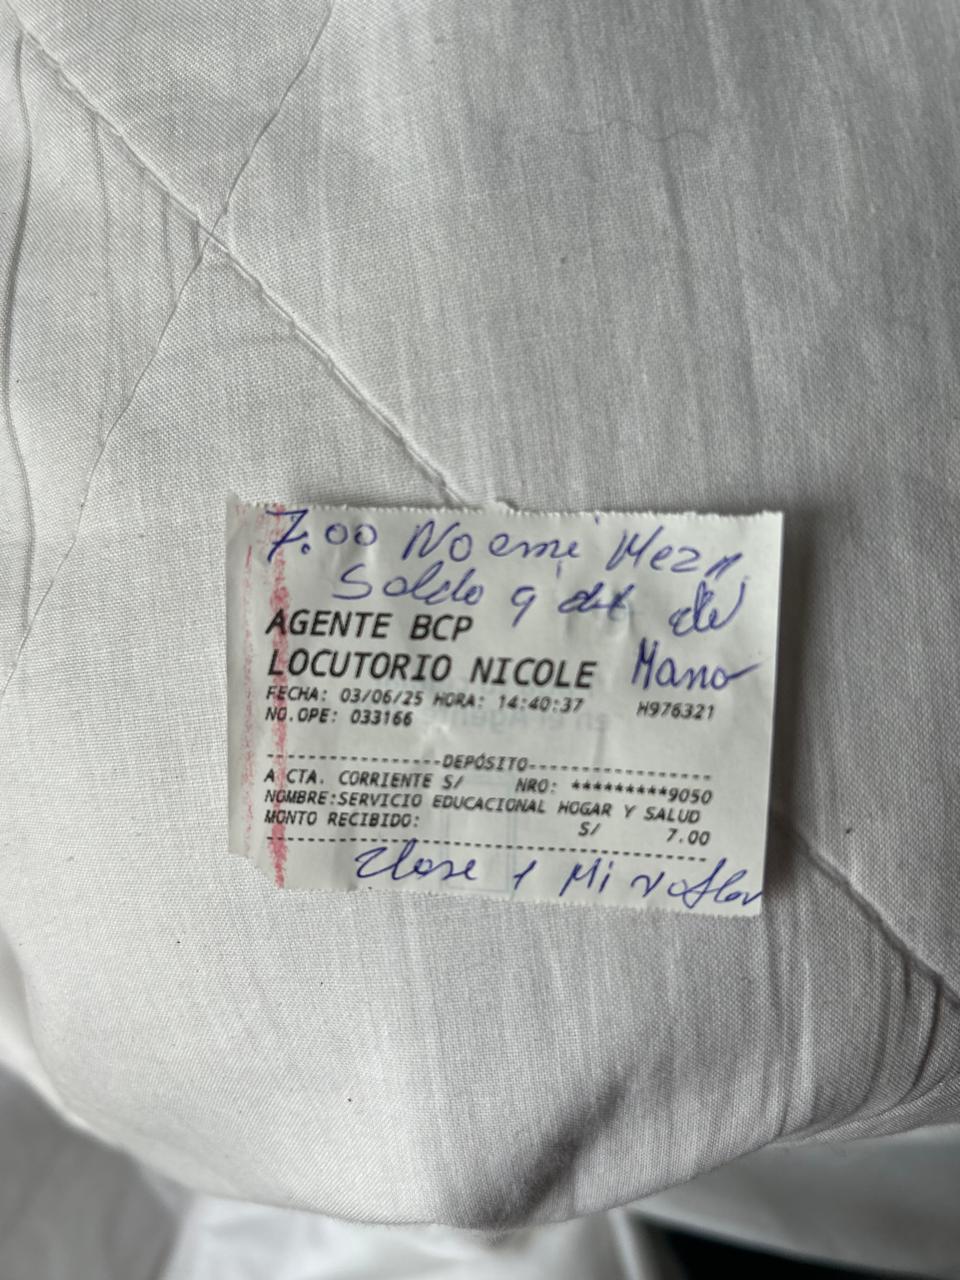 7.00 Noemi Meza
Saldo 9 de
Mano
AGENTE BCP
LOCUTORIO NICOLE
FECHA: 03/06/25 HORA: 14:40:37 H976321
NO.OPE: 033166
------------------DEPÓSITO------------------
A CTA. CORRIENTE S/ NRO: *********9050
NOMBRE:SERVICIO EDUCACIONAL HOGAR Y SALUD
MONTO RECIBIDO: S/ 7.00
Clase 1